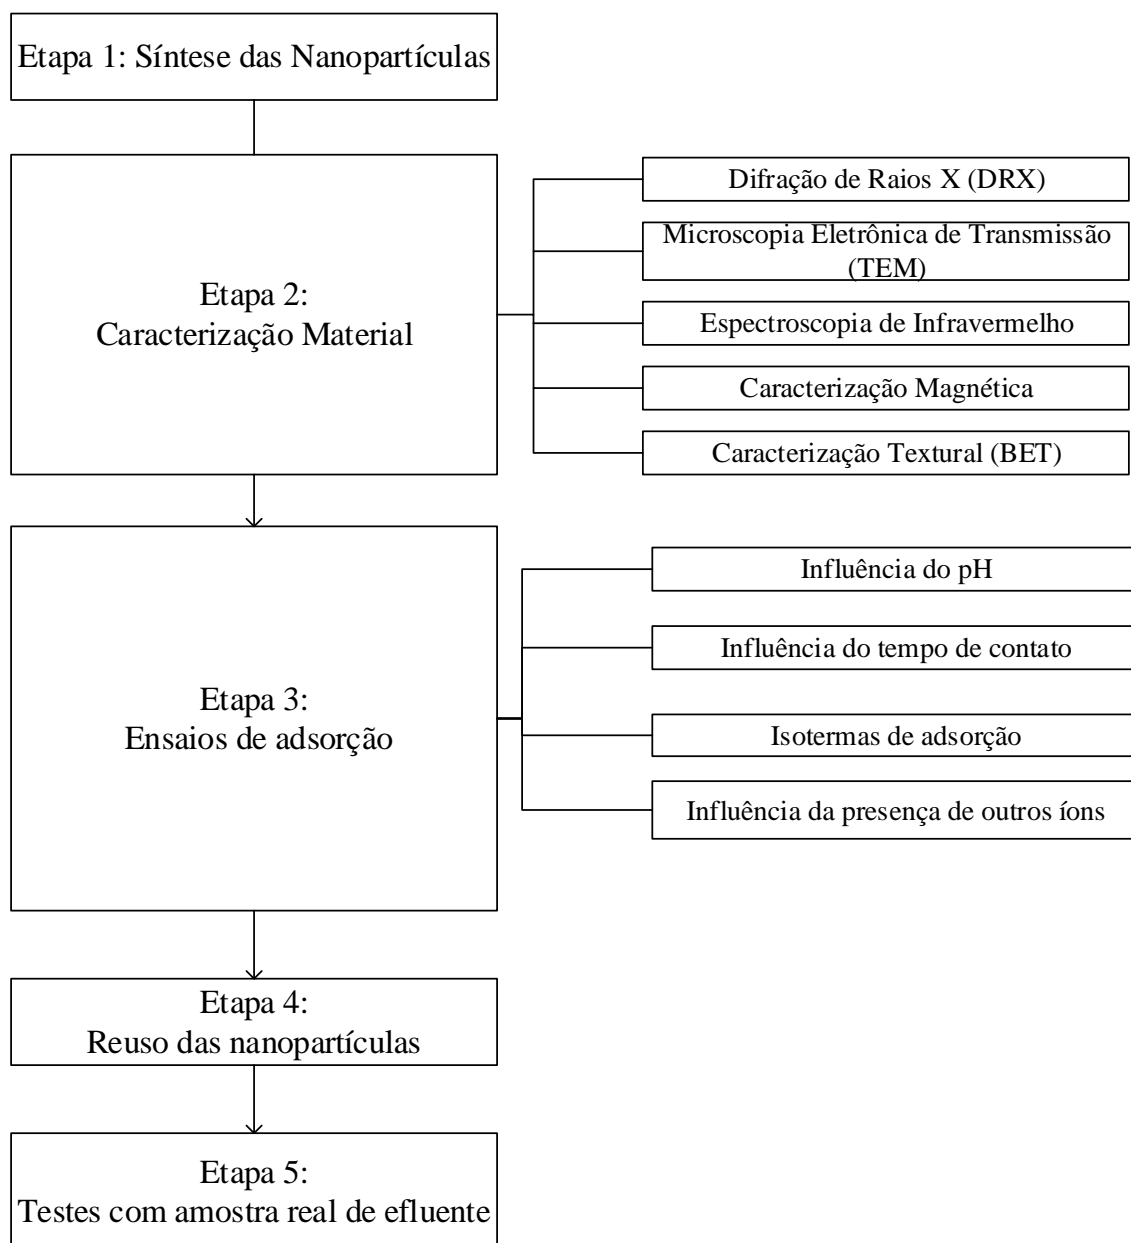 Etapa 1: Síntese das Nanopartículas
Etapa 2:
Caracterização Material
Difração de Raios X (DRX)
Microscopia Eletrônica de Transmissão
(TEM)
Espectroscopia de Infravermelho
Caracterização Magnética
Caracterização Textural (BET)
Etapa 3:
Ensaios de adsorção
Influência do pH
Influência do tempo de contato
Isotermas de adsorção
Influência da presença de outros íons
Etapa 4:
Reuso das nanopartículas
Etapa 5:
Testes com amostra real de efluente